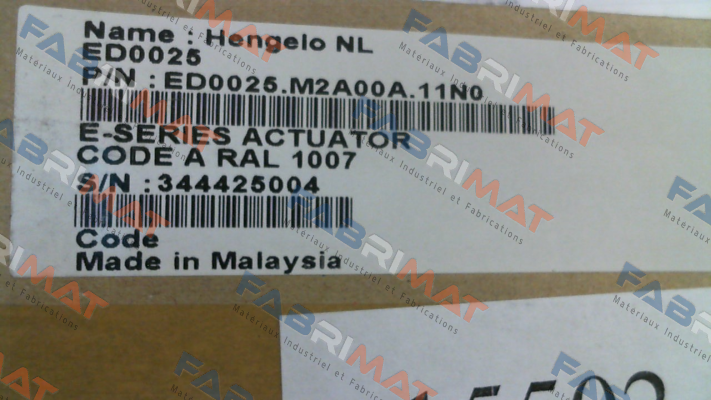 Name : Hengelo NL
ED0025
P/N : ED0025.M2A00A.11N0
E-SERIES ACTUATOR
CODE A RAL 1007
S/N :344425004
Code
Made in Malaysia
FABRIMAT
Matériaux Industriel et Fabrications